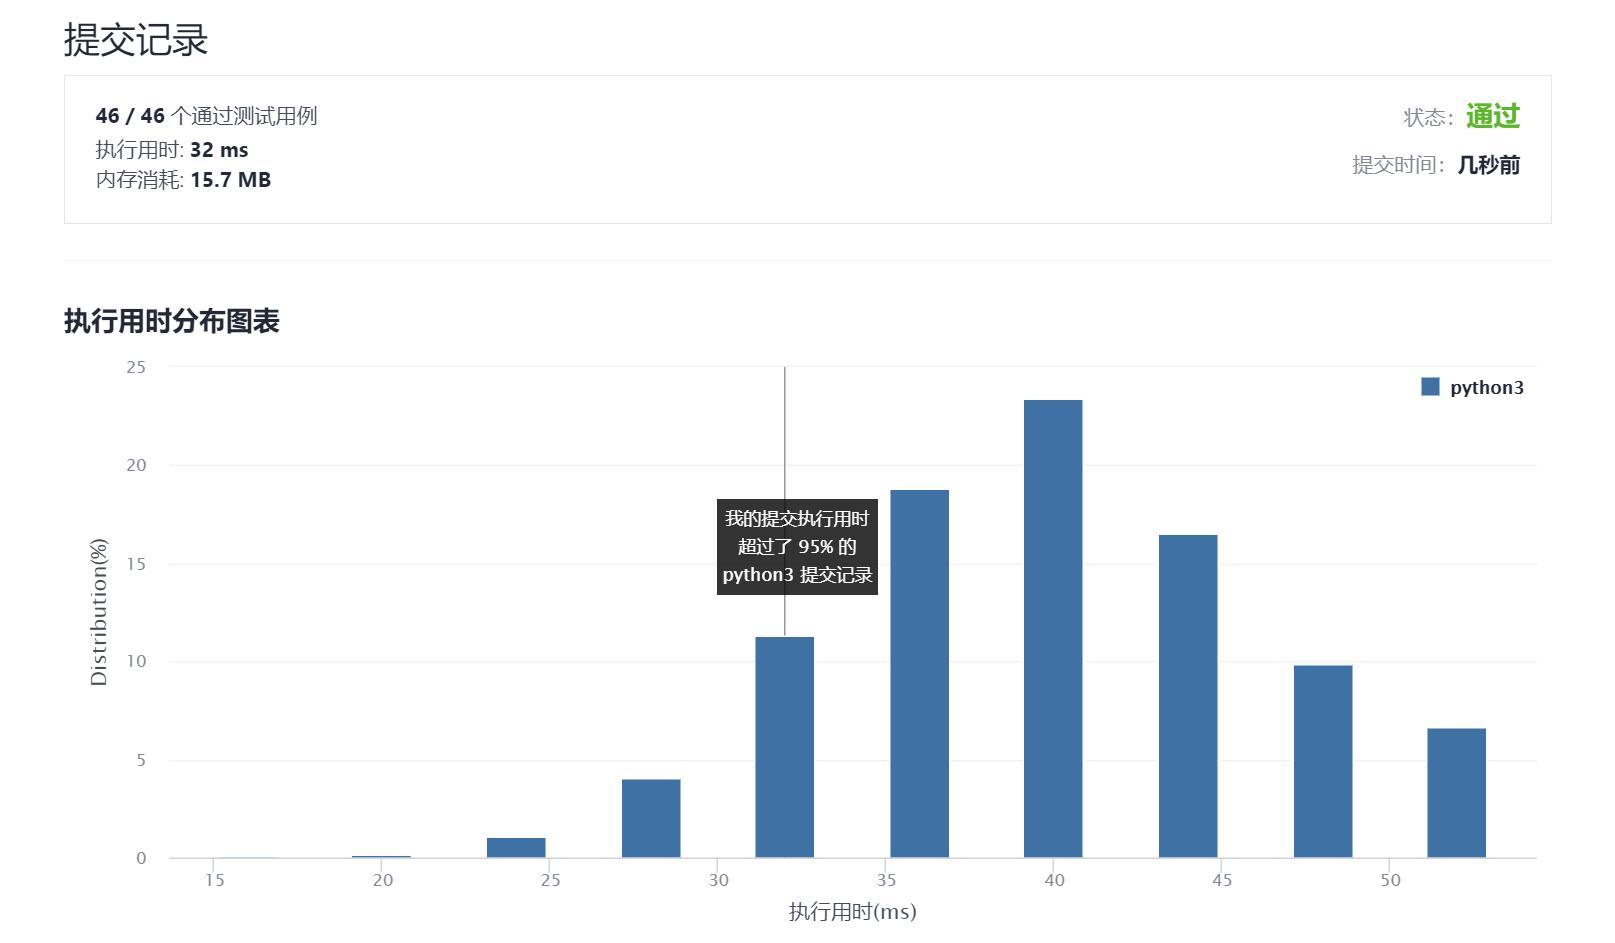 提交记录
46 / 46 个通过测试用例
状态：通过
执行用时: 32 ms
提交时间：几秒前
内存消耗: 15.7 MB
执行用时分布图表
python3
25
20
15
10
5
0
Distribution(%)
我的提交执行用时
超过了 95% 的
python3 提交记录
15 20 25 30 35 40 45 50
执行用时(ms)